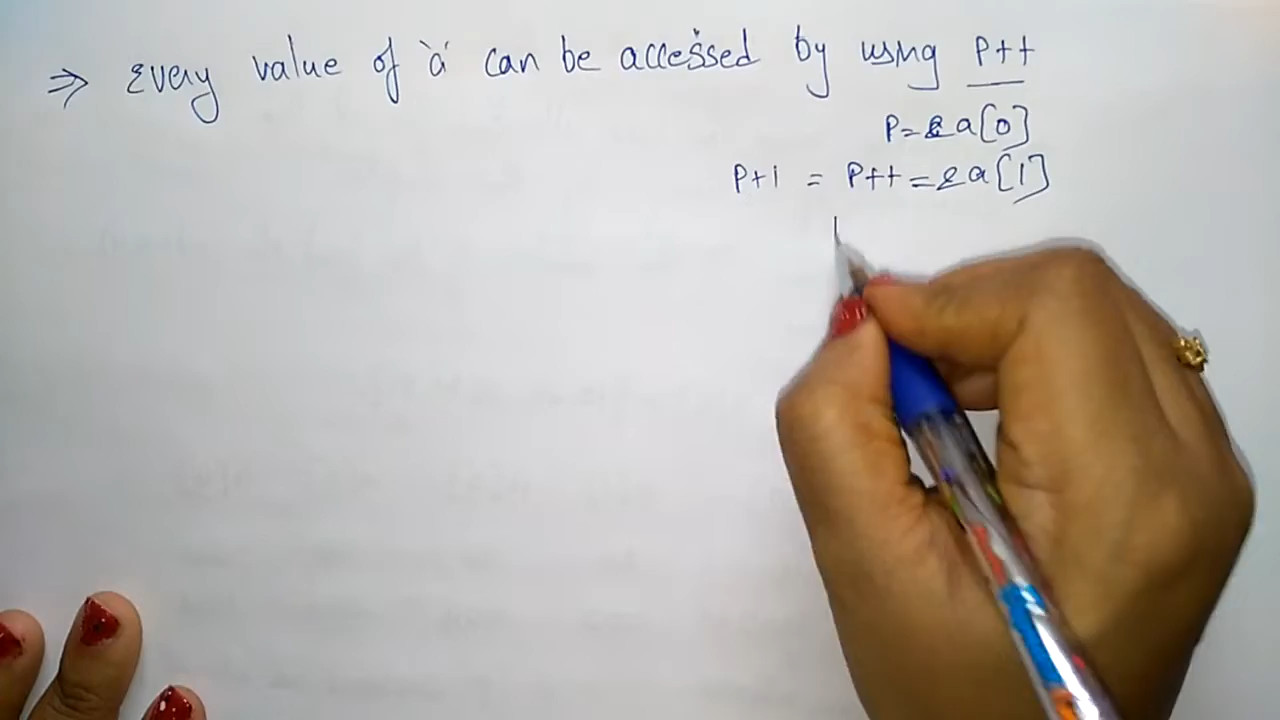 ⇒ Every value of 'a' can be accessed by using P++
P=&a[0]
P+1 = P++=&a[1]